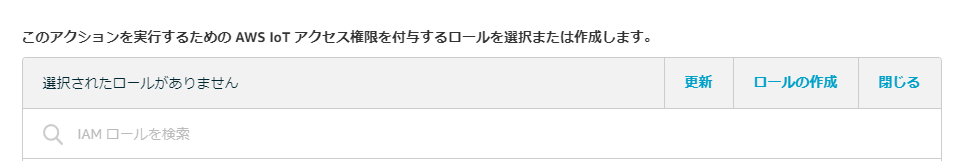 このアクションを実行するための AWS IoT アクセス権限を付与するロールを選択または作成します。
選択されたロールがありません 更新 ロールの作成 閉じる
IAM ロールを検索